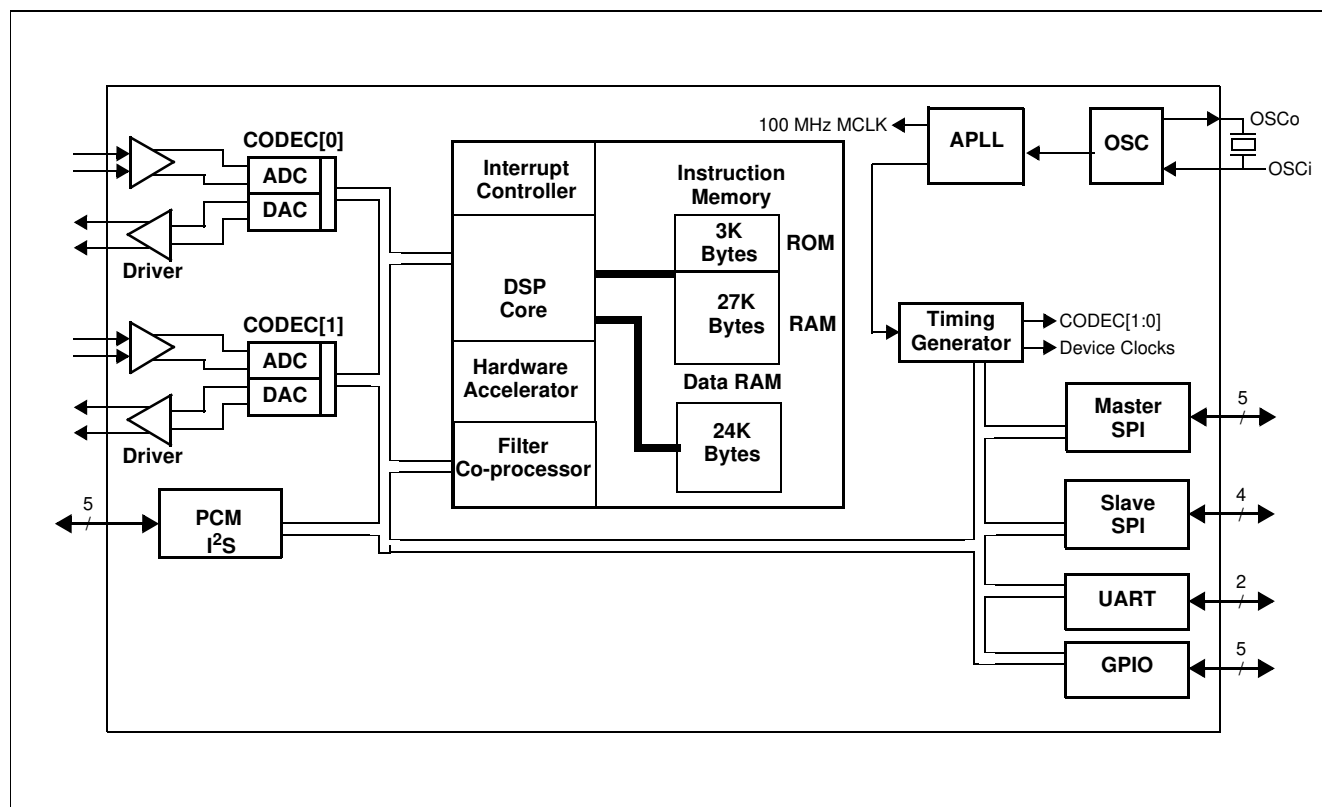 CODEC[0]
ADC
DAC
Driver
CODEC[1]
ADC
DAC
Driver
5
PCM
I²S
Interrupt
Controller
DSP
Core
Hardware
Accelerator
Filter
Co-processor
Instruction
Memory
3K
Bytes
ROM
27K
Bytes
RAM
Data RAM
24K
Bytes
100 MHz MCLK
APLL
OSC
OSCo
OSCi
Timing
Generator
CODEC[1:0]
Device Clocks
Master
SPI
5
Slave
SPI
4
UART
2
GPIO
5